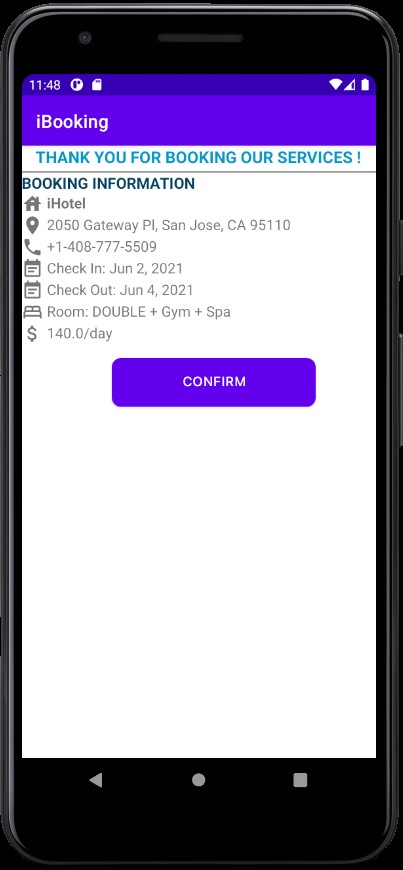 11:48
iBooking
THANK YOU FOR BOOKING OUR SERVICES !
BOOKING INFORMATION
iHotel
2050 Gateway Pl, San Jose, CA 95110
+1-408-777-5509
Check In: Jun 2, 2021
Check Out: Jun 4, 2021
Room: DOUBLE + Gym + Spa
$ 140.0/day
CONFIRM